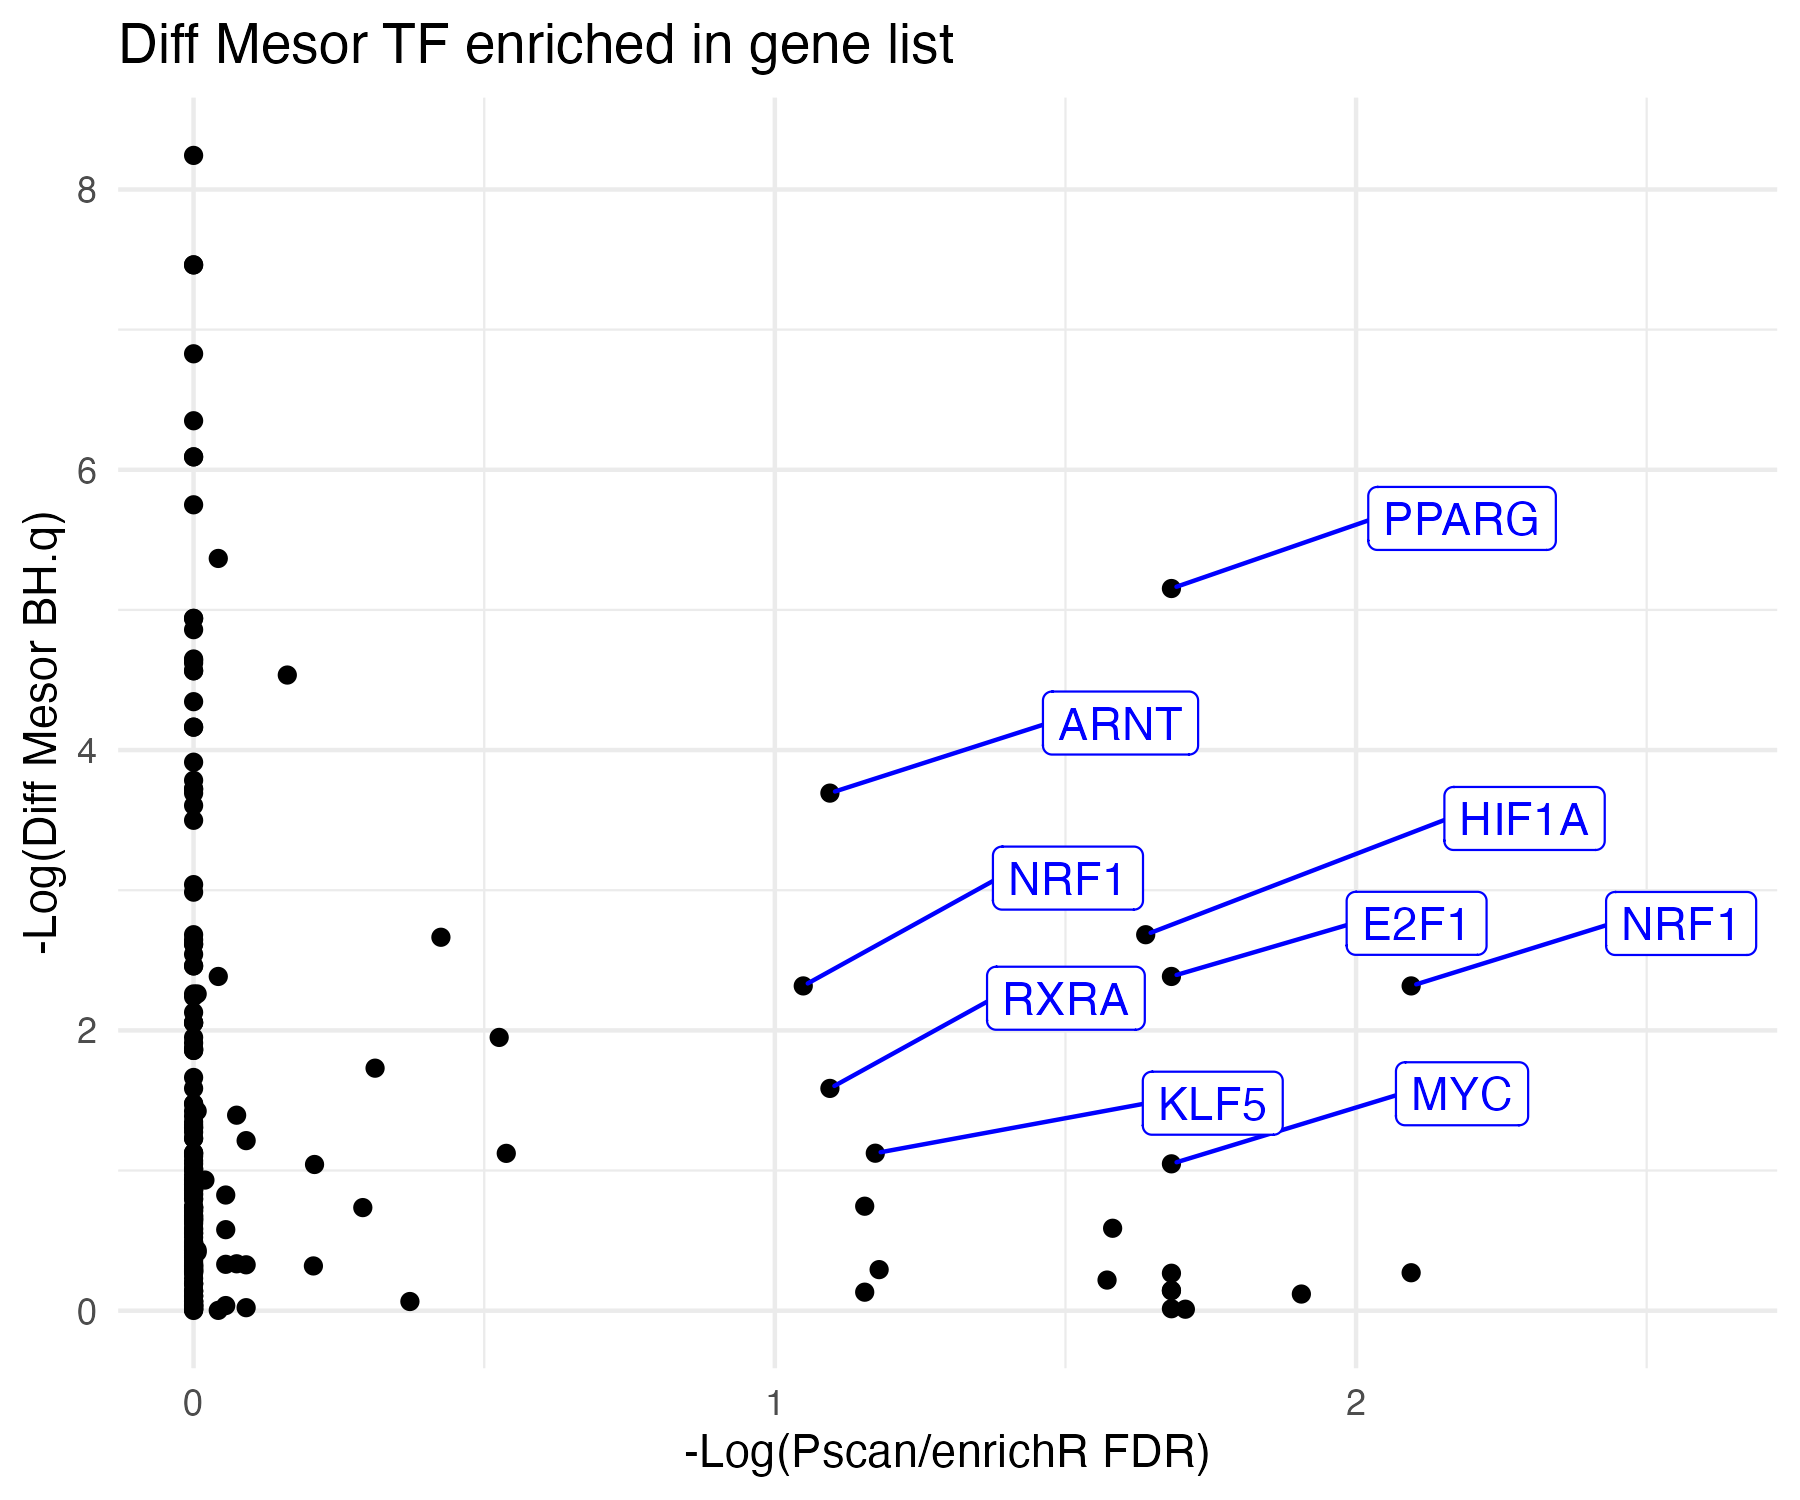 Diff Mesor TF enriched in gene list
-Log(Diff Mesor BH.q)
8
6
4
2
0
PPARG
ARNT
HIF1A
NRF1
E2F1
NRF1
RXRA
KLF5
MYC
0
1
2
-Log(Pscan/enrichR FDR)